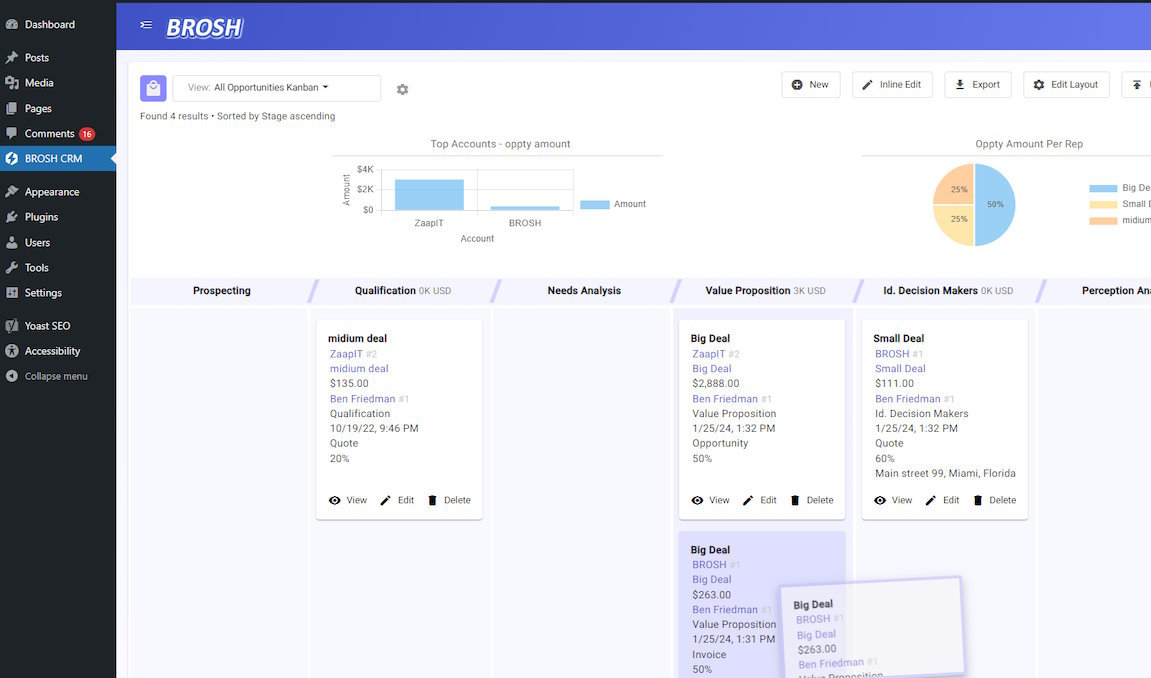 Dashboard
Posts
Media
Pages
Comments 16
BROSH CRM
Appearance
Plugins
Users
Tools
Settings
Yoast SEO
Accessibility
Collapse menu
BROSH
View: All Opportunities Kanban
New
Inline Edit
Export
Edit Layout
Found 4 results • Sorted by Stage ascending
Top Accounts - oppty amount
$4K
$2K
$0
Amount
ZaapIT
BROSH
Account
Amount
Oppty Amount Per Rep
25%
25%
50%
Big De
Small D
midium
Prospecting
Qualification 0K USD
Needs Analysis
Value Proposition 3K USD
Id. Decision Makers 0K USD
Perception Ana
midium deal
ZaapIT #2
midium deal
$135.00
Ben Friedman #1
Qualification
10/19/22, 9:46 PM
Quote
20%
View Edit Delete
Big Deal
ZaapIT #2
Big Deal
$2,888.00
Ben Friedman #1
Value Proposition
1/25/24, 1:32 PM
Opportunity
50%
View Edit Delete
Big Deal
BROSH #1
Big Deal
$263.00
Ben Friedman #1
Value Proposition
1/25/24, 1:31 PM
Invoice
50%
Small Deal
BROSH #1
Small Deal
$111.00
Ben Friedman #1
Id. Decision Makers
1/25/24, 1:32 PM
Quote
60%
Main street 99, Miami, Florida
View Edit Delete
Big Deal
BROSH #1
Big Deal
$263.00
Ben Friedman #1
Value Proposition